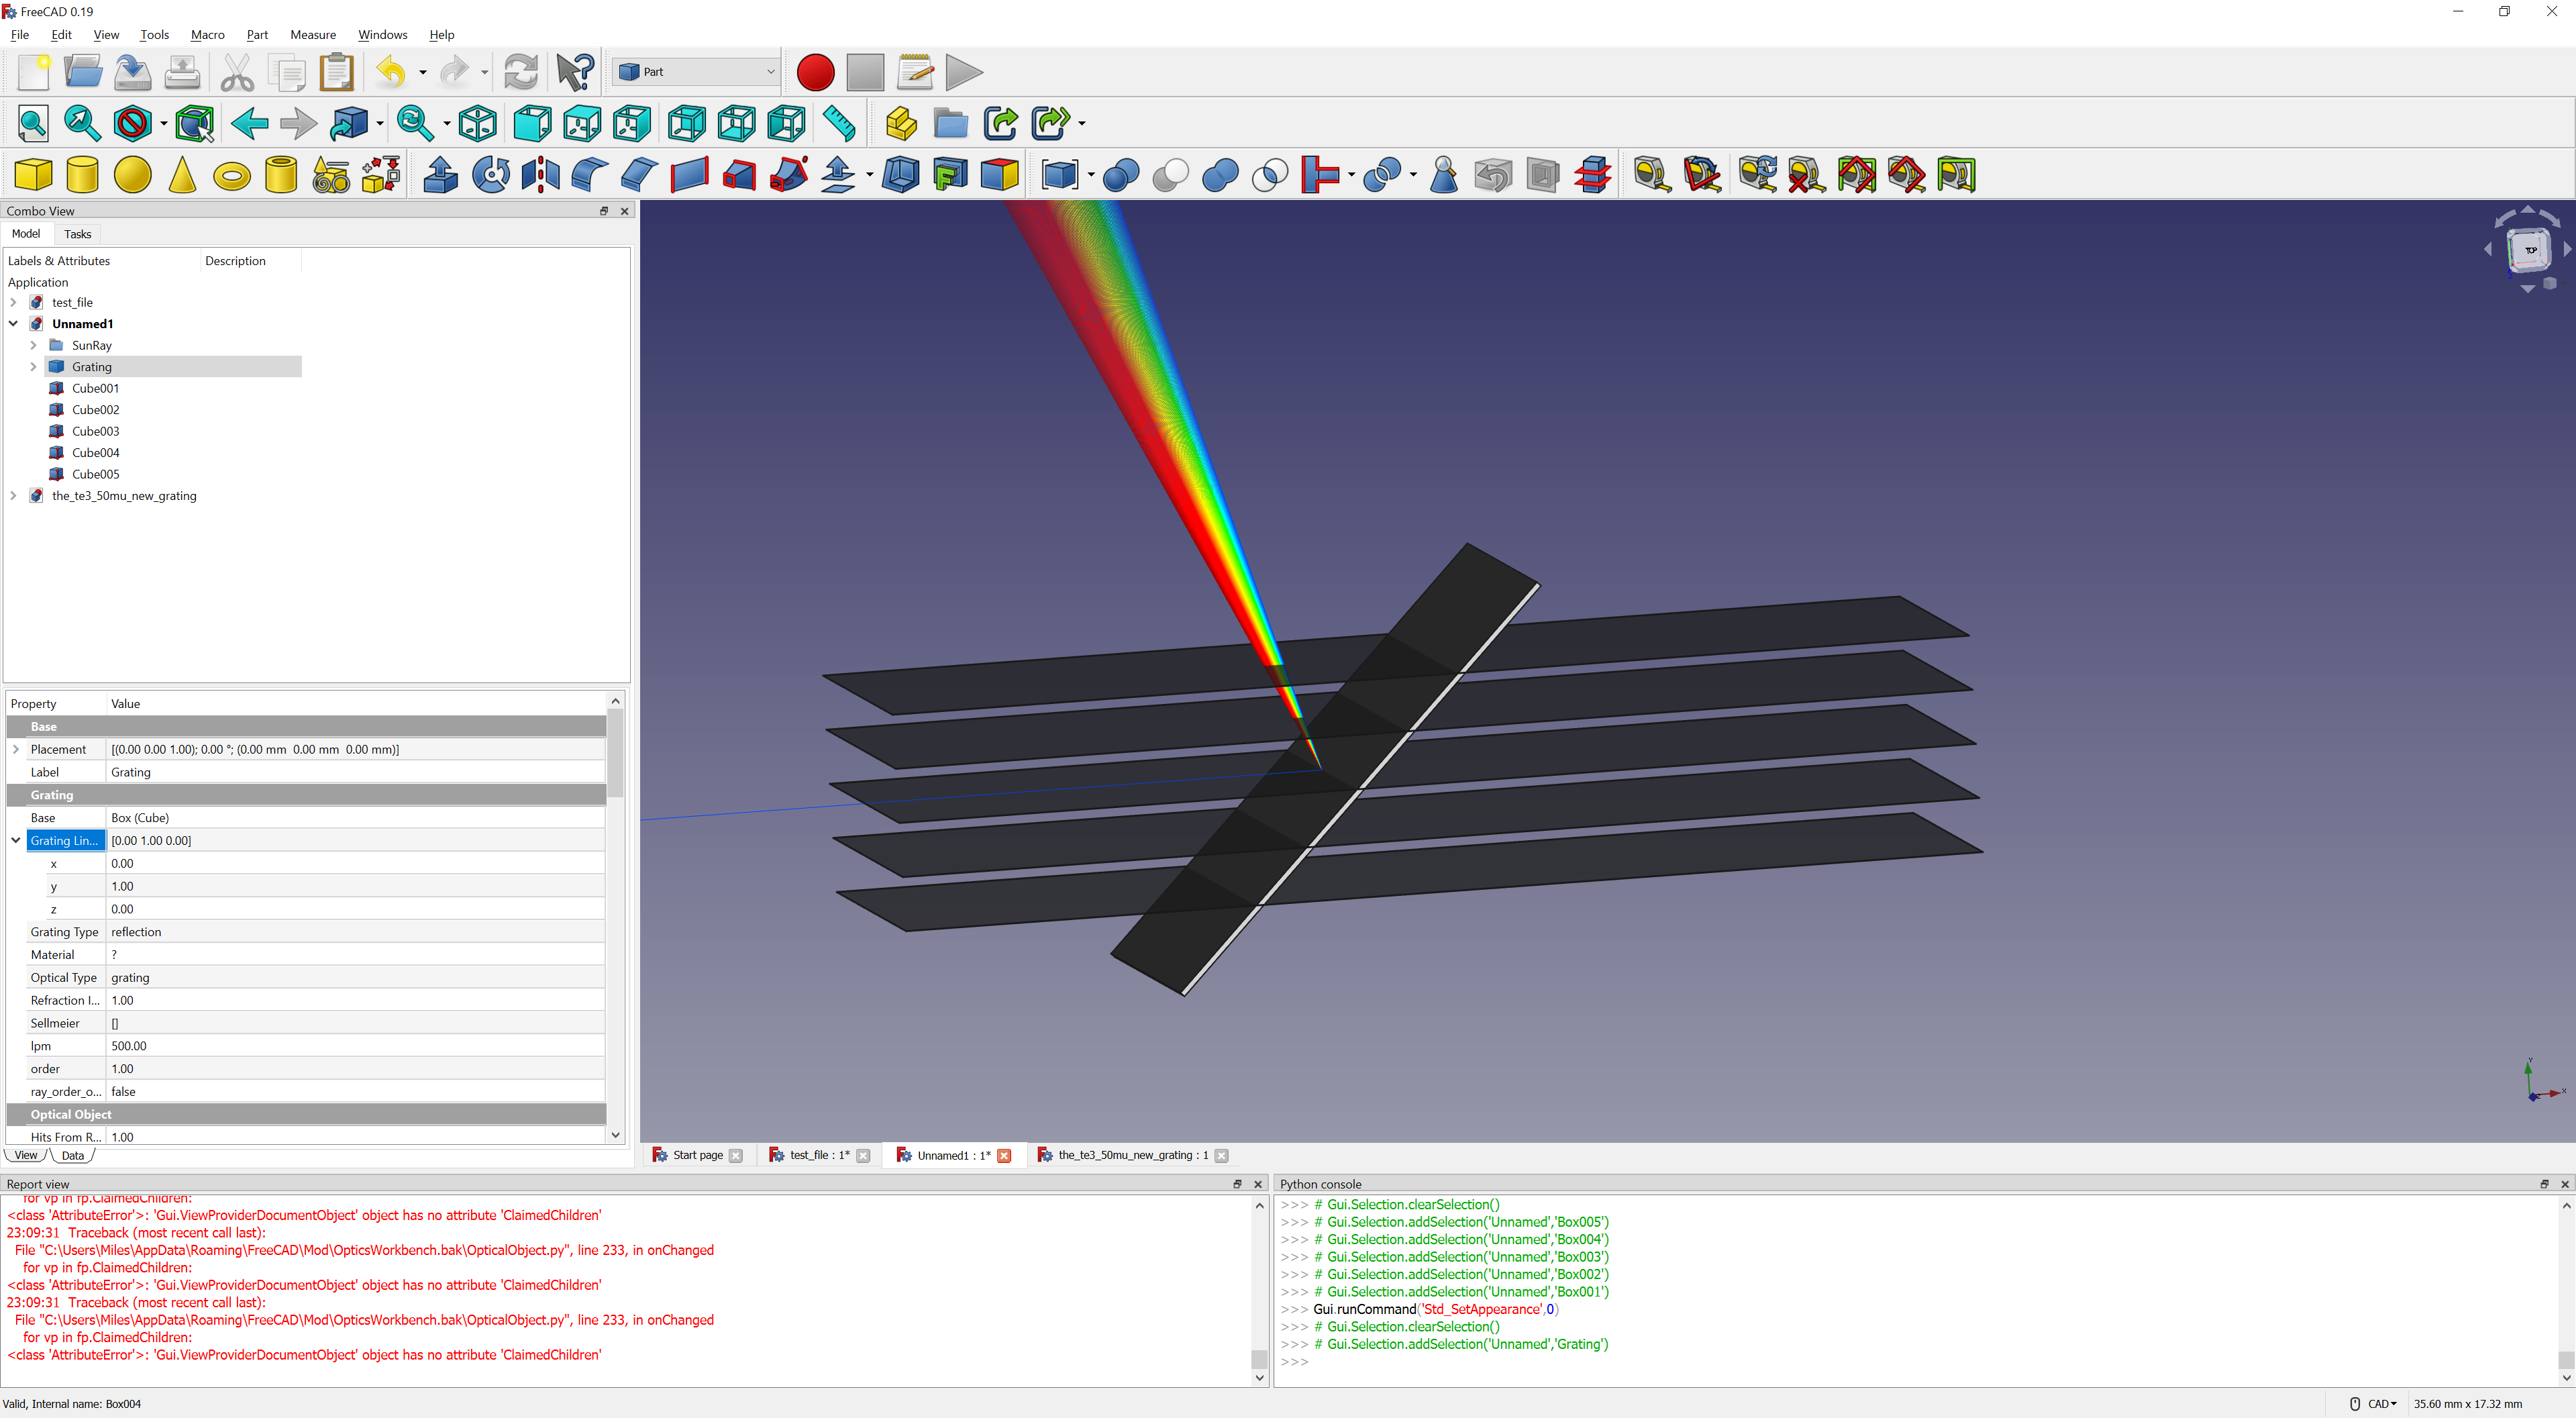 FreeCAD 0.19
File Edit View Tools Macro Part Measure Windows Help
Part
Combo View
Model Tasks
Labels & Attributes Description
Application
test_file
Unnamed1
SunRay
Grating
Cube001
Cube002
Cube003
Cube004
Cube005
the_te3_50mu_new_grating
Property Value
Base
Placement [(0.00 0.00 1.00); 0.00 °; (0.00 mm 0.00 mm 0.00 mm)]
Label Grating
Grating
Base Box (Cube)
Grating Lin... [0.00 1.00 0.00]
x 0.00
y 1.00
z 0.00
Grating Type reflection
Material ?
Optical Type grating
Refraction I... 1.00
Sellmeier []
lpm 500.00
order 1.00
ray_order_o... false
Optical Object
Hits From R... 1.00
View Data
TOP
Y
X
Start page test_file : 1* Unnamed1 : 1* the_te3_50mu_new_grating : 1
Report view
for vp in fp.ClaimedChildren:
<class 'AttributeError'>: 'Gui.ViewProviderDocumentObject' object has no attribute 'ClaimedChildren'
23:09:31 Traceback (most recent call last):
File "C:\Users\Miles\AppData\Roaming\FreeCAD\Mod\OpticsWorkbench.bak\OpticalObject.py", line 233, in onChanged
for vp in fp.ClaimedChildren:
<class 'AttributeError'>: 'Gui.ViewProviderDocumentObject' object has no attribute 'ClaimedChildren'
23:09:31 Traceback (most recent call last):
File "C:\Users\Miles\AppData\Roaming\FreeCAD\Mod\OpticsWorkbench.bak\OpticalObject.py", line 233, in onChanged
for vp in fp.ClaimedChildren:
<class 'AttributeError'>: 'Gui.ViewProviderDocumentObject' object has no attribute 'ClaimedChildren'
Python console
>>> # Gui.Selection.clearSelection()
>>> # Gui.Selection.addSelection('Unnamed','Box005')
>>> # Gui.Selection.addSelection('Unnamed','Box004')
>>> # Gui.Selection.addSelection('Unnamed','Box003')
>>> # Gui.Selection.addSelection('Unnamed','Box002')
>>> # Gui.Selection.addSelection('Unnamed','Box001')
>>> Gui.runCommand('Std_SetAppearance',0)
>>> # Gui.Selection.clearSelection()
>>> # Gui.Selection.addSelection('Unnamed','Grating')
>>>
Valid, Internal name: Box004
CAD 35.60 mm x 17.32 mm